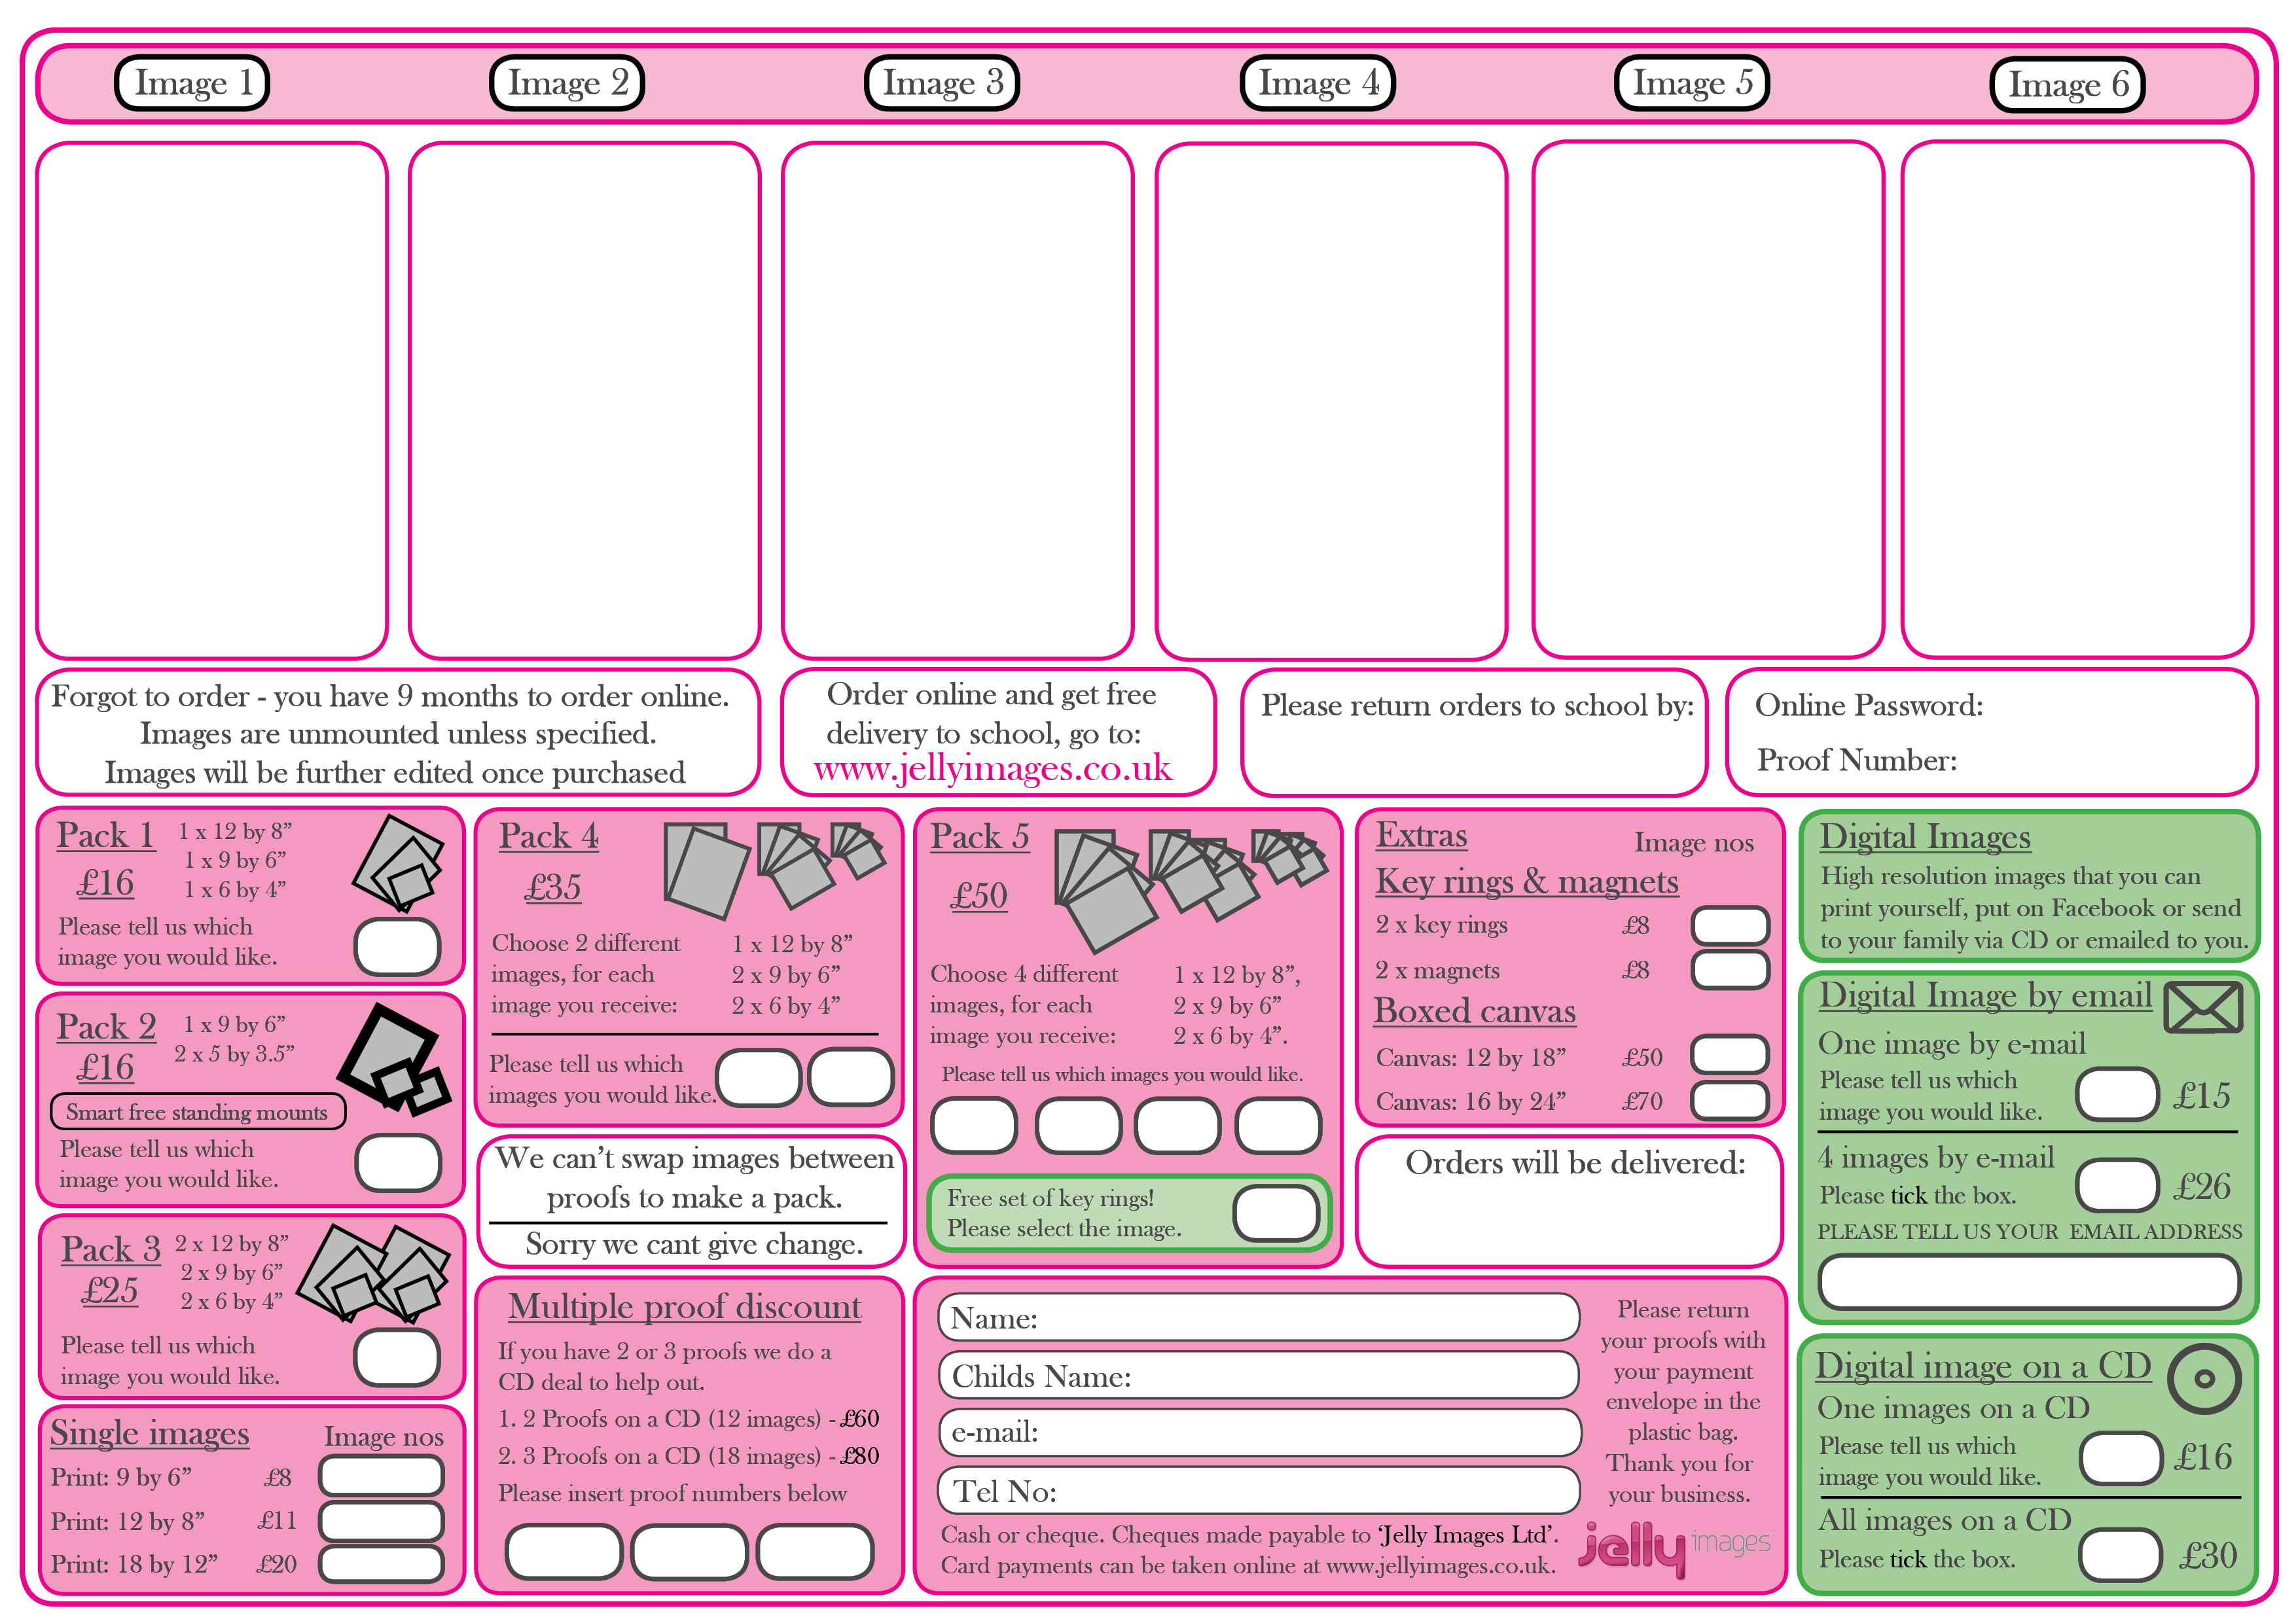 Image 1
Image 2
Image 3
Image 4
Image 5
Image 6
Forgot to order - you have 9 months to order online.
Images are unmounted unless specified.
Images will be further edited once purchased
Order online and get free
delivery to school, go to:
www.jellyimages.co.uk
Please return orders to school by:
Online Password:
Proof Number:
Pack 1
£16
1 x 12 by 8”
1 x 9 by 6”
1 x 6 by 4”
Please tell us which
image you would like.
Pack 2
£16
1 x 9 by 6”
2 x 5 by 3.5”
Smart free standing mounts
Please tell us which
image you would like.
Pack 3
£25
2 x 12 by 8”
2 x 9 by 6”
2 x 6 by 4”
Please tell us which
image you would like.
Single images
Image nos
Print: 9 by 6” £8
Print: 12 by 8” £11
Print: 18 by 12” £20
Pack 4
£35
Choose 2 different
images, for each
image you receive:
1 x 12 by 8”
2 x 9 by 6”
2 x 6 by 4”
Please tell us which
images you would like.
We can’t swap images between
proofs to make a pack.
Sorry we cant give change.
Multiple proof discount
If you have 2 or 3 proofs we do a
CD deal to help out.
1. 2 Proofs on a CD (12 images) - £60
2. 3 Proofs on a CD (18 images) - £80
Please insert proof numbers below
Pack 5
£50
Choose 4 different
images, for each
image you receive:
1 x 12 by 8”,
2 x 9 by 6”
2 x 6 by 4”.
Please tell us which images you would like.
Free set of key rings!
Please select the image.
Extras
Image nos
Key rings & magnets
2 x key rings £8
2 x magnets £8
Boxed canvas
Canvas: 12 by 18” £50
Canvas: 16 by 24” £70
Orders will be delivered:
Name:
Childs Name:
e-mail:
Tel No:
Cash or cheque. Cheques made payable to ‘Jelly Images Ltd’.
Card payments can be taken online at www.jellyimages.co.uk.
Please return
your proofs with
your payment
envelope in the
plastic bag.
Thank you for
your business.
jelly images
Digital Images
High resolution images that you can
print yourself, put on Facebook or send
to your family via CD or emailed to you.
Digital Image by email
One image by e-mail
Please tell us which
image you would like.
£15
4 images by e-mail
Please tick the box.
£26
PLEASE TELL US YOUR EMAIL ADDRESS
Digital image on a CD
One images on a CD
Please tell us which
image you would like.
£16
All images on a CD
Please tick the box.
£30